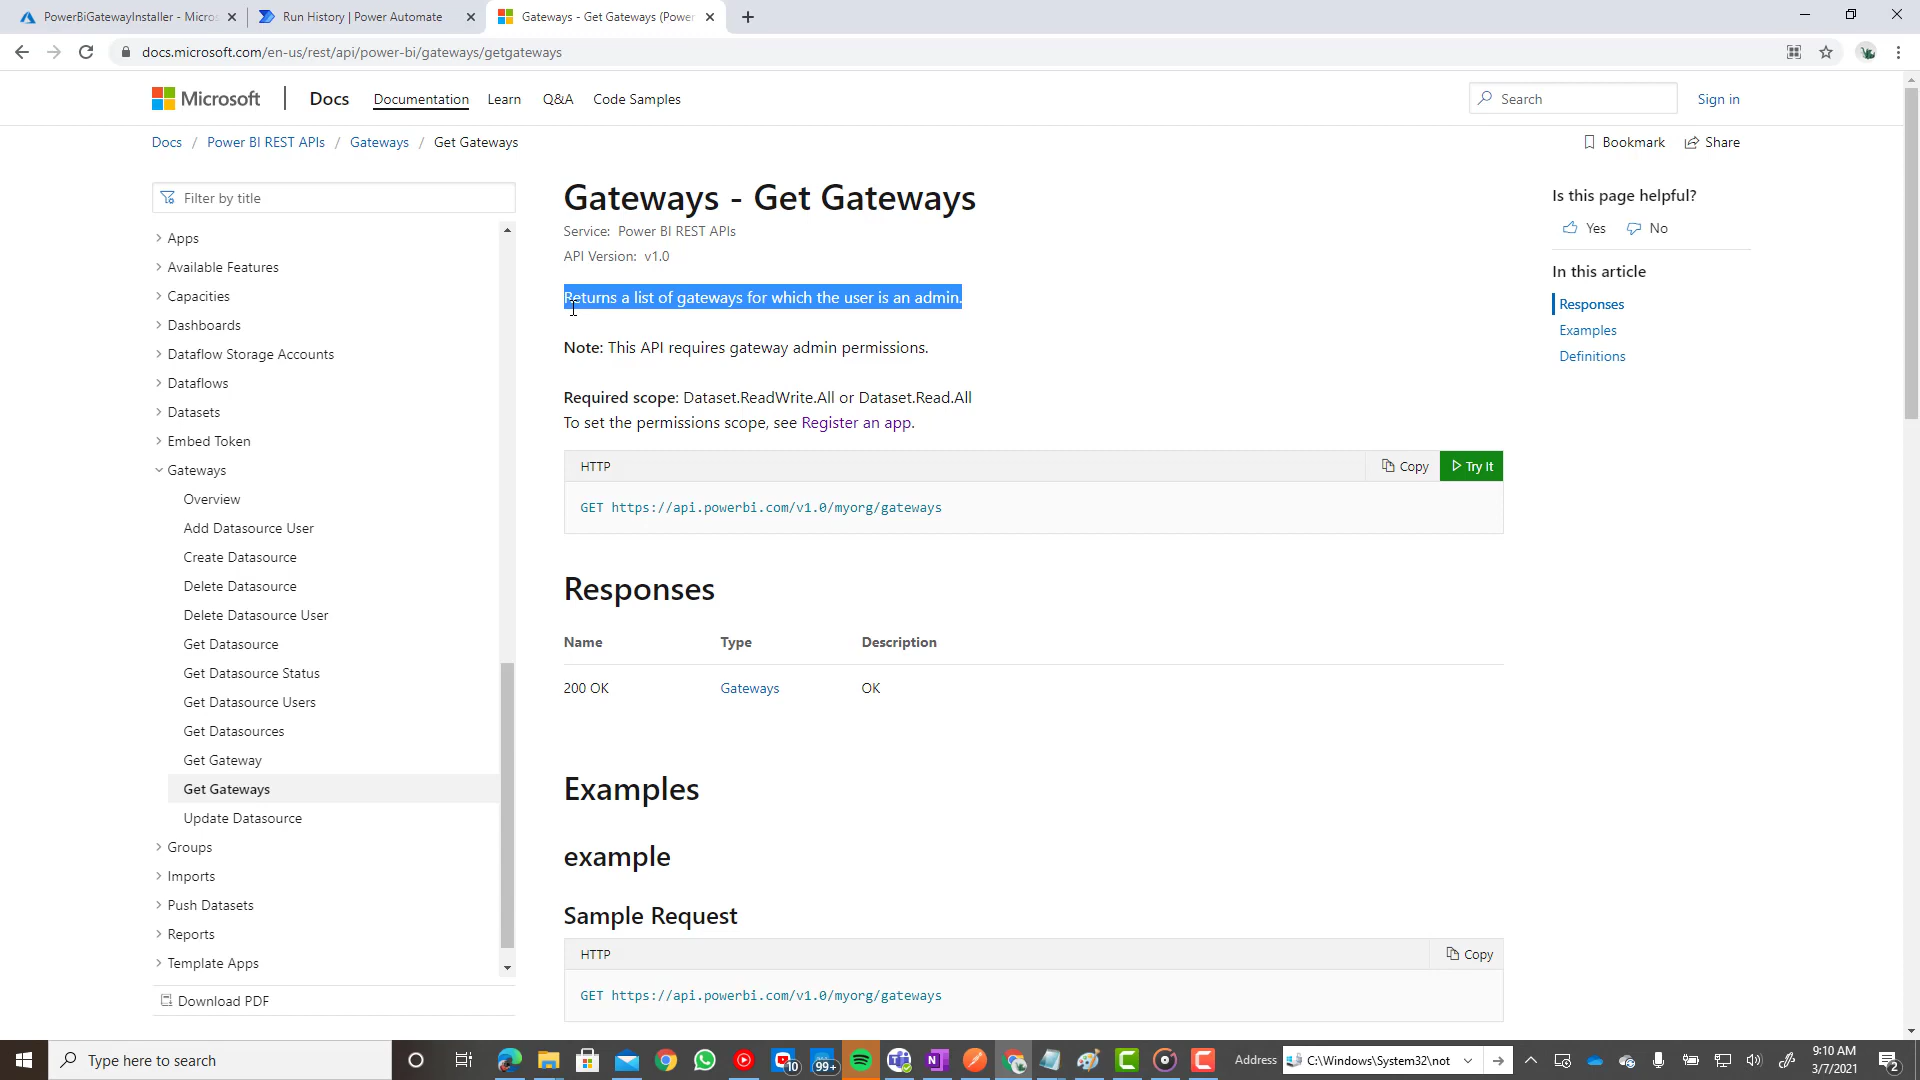 PowerBiGatewayInstaller - Micros
Run History | Power Automate
Gateways - Get Gateways (Power
docs.microsoft.com/en-us/rest/api/power-bi/gateways/getgateways
Microsoft
Docs
Documentation
Learn
Q&A
Code Samples
Search
Sign in
Docs / Power BI REST APIs / Gateways / Get Gateways
Bookmark
Share
Filter by title
Apps
Available Features
Capacities
Dashboards
Dataflow Storage Accounts
Dataflows
Datasets
Embed Token
Gateways
Overview
Add Datasource User
Create Datasource
Delete Datasource
Delete Datasource User
Get Datasource
Get Datasource Status
Get Datasource Users
Get Datasources
Get Gateway
Get Gateways
Update Datasource
Groups
Imports
Push Datasets
Reports
Template Apps
Download PDF
Gateways - Get Gateways
Service: Power BI REST APIs
API Version: v1.0
Returns a list of gateways for which the user is an admin.
Note: This API requires gateway admin permissions.
Required scope: Dataset.ReadWrite.All or Dataset.Read.All
To set the permissions scope, see Register an app.
HTTP
Copy
Try It
GET https://api.powerbi.com/v1.0/myorg/gateways
Responses
Name Type Description
200 OK Gateways OK
Examples
example
Sample Request
HTTP
Copy
GET https://api.powerbi.com/v1.0/myorg/gateways
Is this page helpful?
Yes
No
In this article
Responses
Examples
Definitions
Type here to search
10
99+
Address
C:\Windows\System32\not
9:10 AM
3/7/2021
2